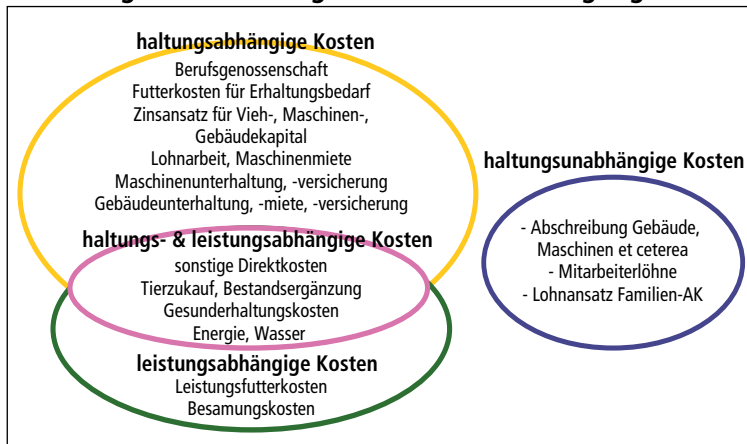 haltungsabhängige Kosten
Berufsgenossenschaft
Futterkosten für Erhaltungsbedarf
Zinsansatz für Vieh-, Maschinen-,
Gebäudekapital
Lohnarbeit, Maschinenmiete
Maschinenunterhaltung, -versicherung
Gebäudeunterhaltung, -miete, -versicherung
haltungs- & leistungsabhängige Kosten
sonstige Direktkosten
Tierzukauf, Bestandsergänzung
Gesunderhaltungskosten
Energie, Wasser
leistungsabhängige Kosten
Leistungsfutterkosten
Besamungskosten
haltungsunabhängige Kosten
- Abschreibung Gebäude,
Maschinen et ceterea
- Mitarbeiterlöhne
- Lohnansatz Familien-AK